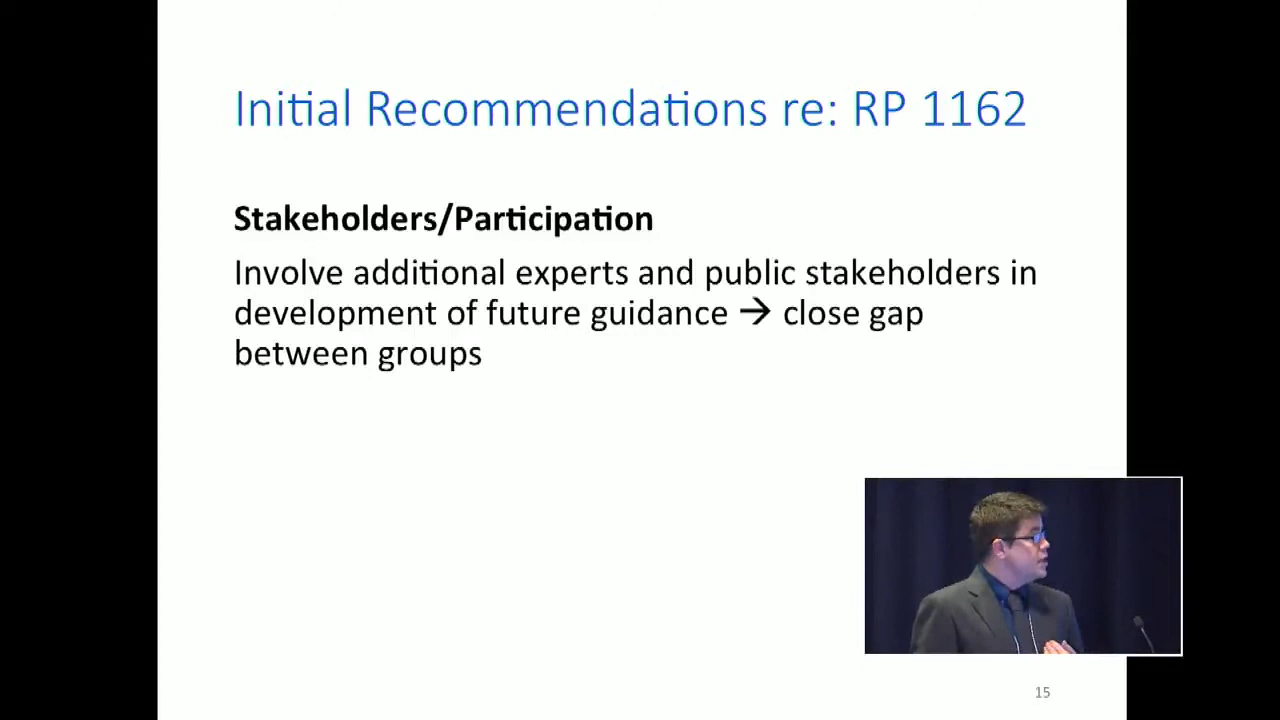 Initial Recommendations re: RP 1162
Stakeholders/Participation
Involve additional experts and public stakeholders in
development of future guidance → close gap
between groups
15